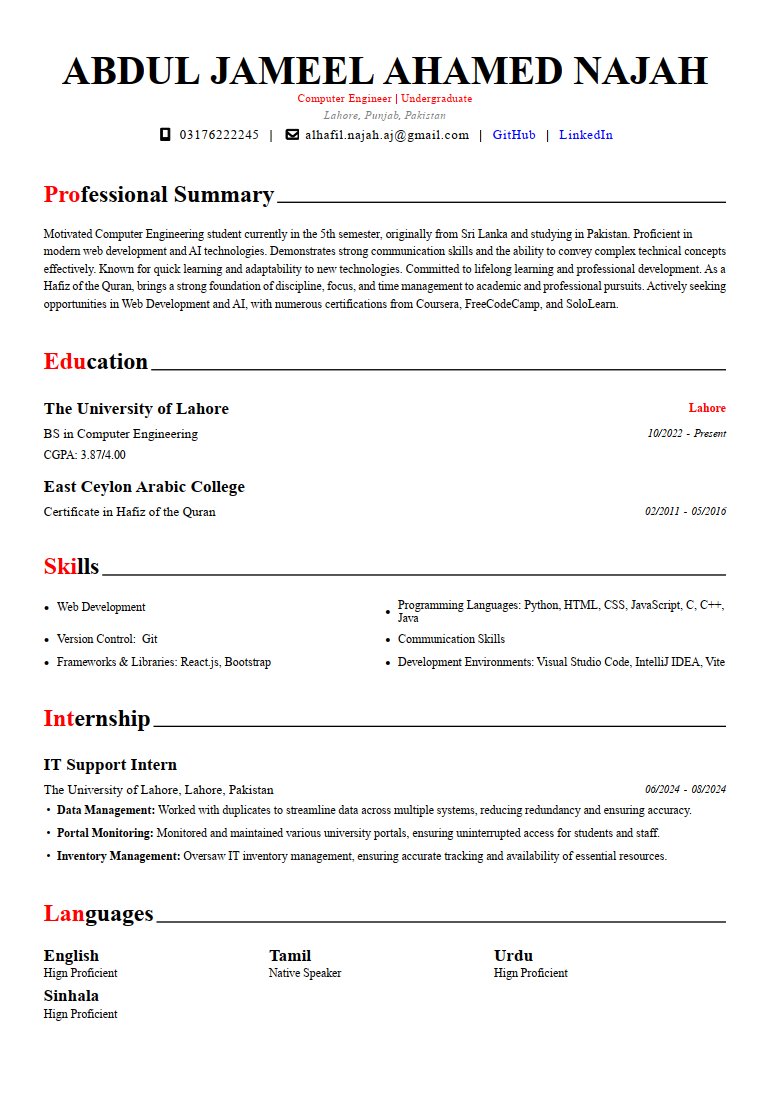 ABDUL JAMEEL AHAMED NAJAH
Computer Engineer | Undergraduate
Lahore, Punjab, Pakistan
03176222245 | alhafil.najah.aj@gmail.com | GitHub | LinkedIn
Professional Summary
Motivated Computer Engineering student currently in the 5th semester, originally from Sri Lanka and studying in Pakistan. Proficient in
modern web development and AI technologies. Demonstrates strong communication skills and the ability to convey complex technical concepts
effectively. Known for quick learning and adaptability to new technologies. Committed to lifelong learning and professional development. As a
Hafiz of the Quran, brings a strong foundation of discipline, focus, and time management to academic and professional pursuits. Actively seeking
opportunities in Web Development and AI, with numerous certifications from Coursera, FreeCodeCamp, and SoloLearn.
Education
The University of Lahore Lahore
BS in Computer Engineering 10/2022 - Present
CGPA: 3.87/4.00
East Ceylon Arabic College
Certificate in Hafiz of the Quran 02/2011 - 05/2016
Skills
• Web Development
• Programming Languages: Python, HTML, CSS, JavaScript, C, C++,
Java
• Version Control: Git
• Communication Skills
• Frameworks & Libraries: React.js, Bootstrap
• Development Environments: Visual Studio Code, IntelliJ IDEA, Vite
Internship
IT Support Intern
The University of Lahore, Lahore, Pakistan 06/2024 - 08/2024
• Data Management: Worked with duplicates to streamline data across multiple systems, reducing redundancy and ensuring accuracy.
• Portal Monitoring: Monitored and maintained various university portals, ensuring uninterrupted access for students and staff.
• Inventory Management: Oversaw IT inventory management, ensuring accurate tracking and availability of essential resources.
Languages
English
Hign Proficient
Tamil
Native Speaker
Urdu
Hign Proficient
Sinhala
Hign Proficient